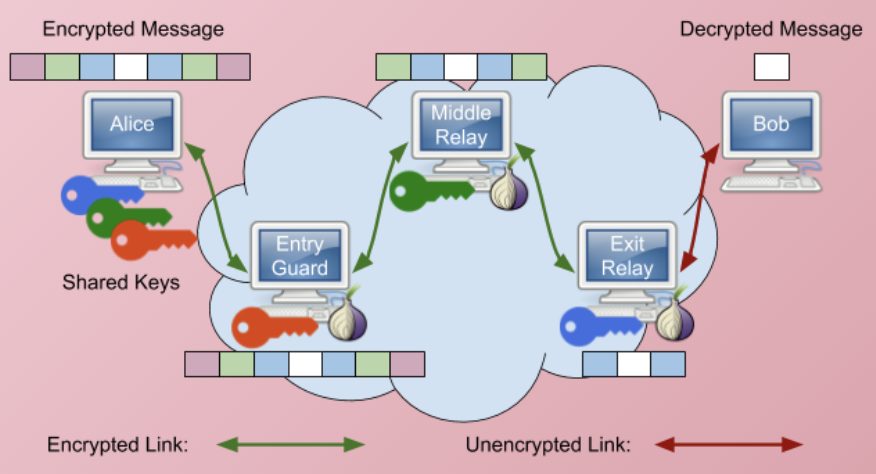 Encrypted Message
Decrypted Message
Alice
Middle
Relay
Bob
Entry
Guard
Exit
Relay
Shared Keys
Encrypted Link:
Unencrypted Link: